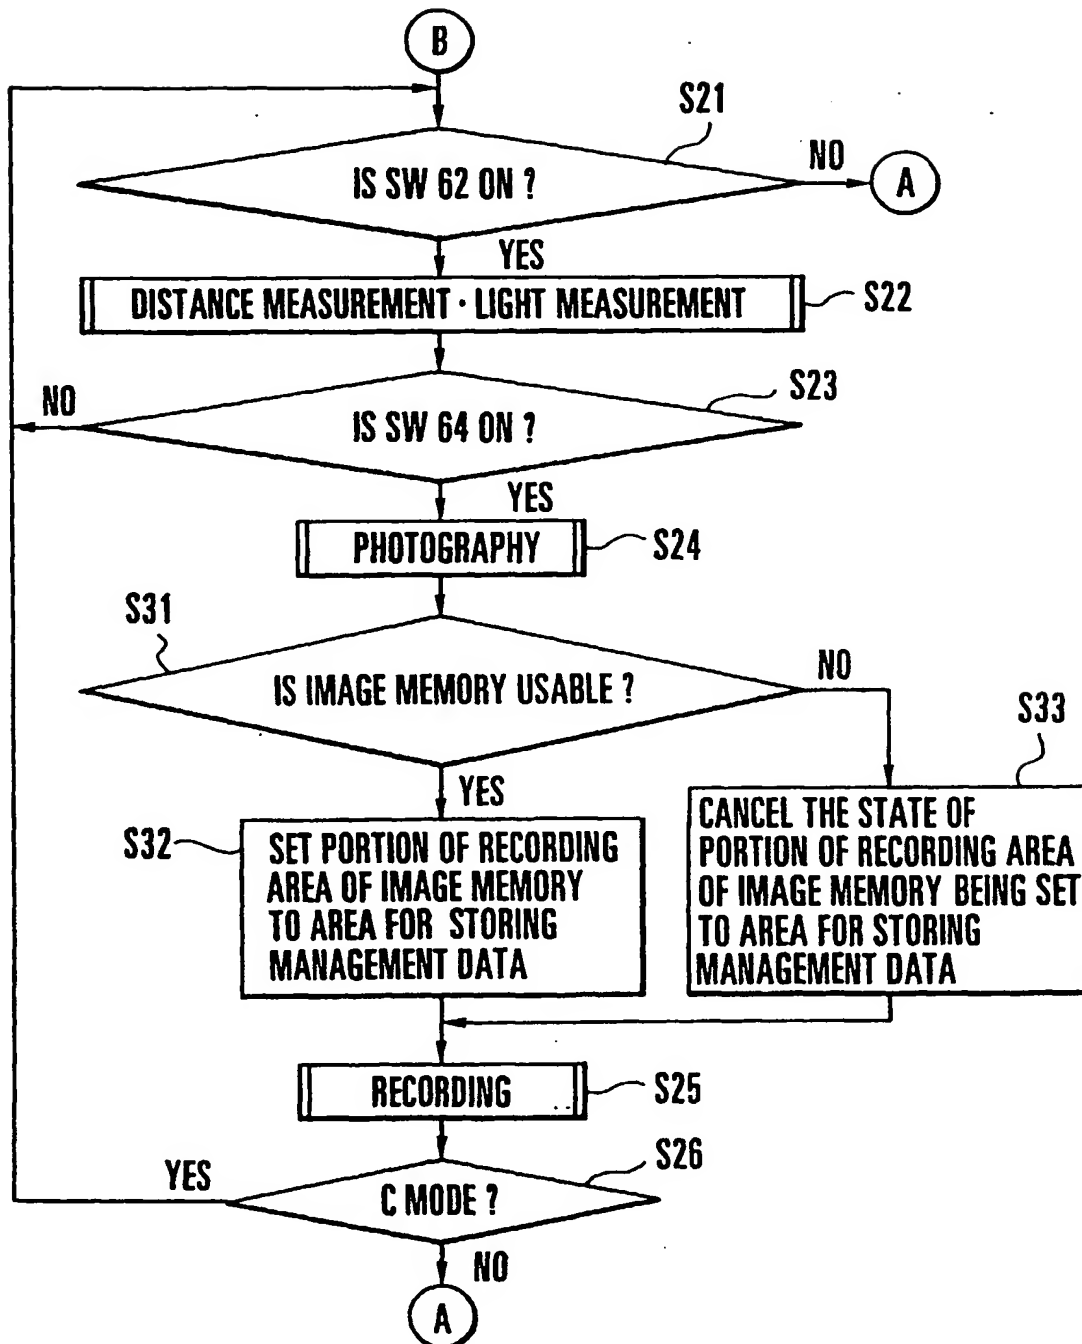 B
S21
IS SW 62 ON ?
NO
A
YES
DISTANCE MEASUREMENT · LIGHT MEASUREMENT
S22
NO
IS SW 64 ON ?
S23
YES
PHOTOGRAPHY
S24
S31
IS IMAGE MEMORY USABLE ?
NO
YES
S32
SET PORTION OF RECORDING
AREA OF IMAGE MEMORY
TO AREA FOR STORING
MANAGEMENT DATA
S33
CANCEL THE STATE OF
PORTION OF RECORDING AREA
OF IMAGE MEMORY BEING SET
TO AREA FOR STORING
MANAGEMENT DATA
RECORDING
S25
YES
C MODE ?
S26
NO
A